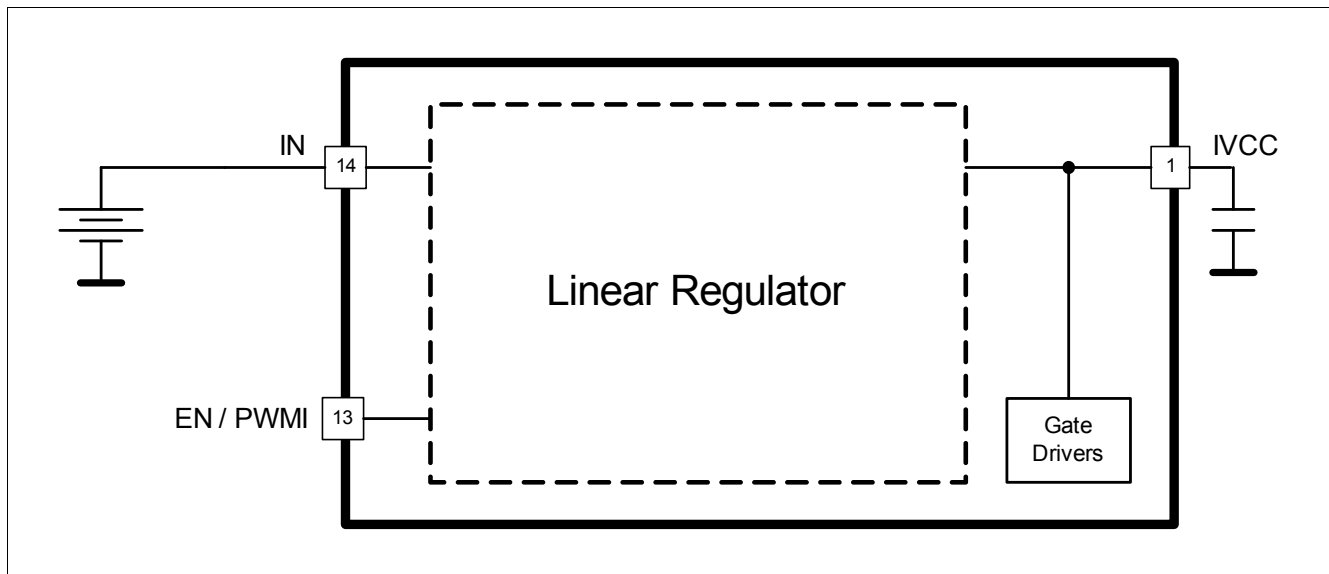 IN
14
1
IVCC
Linear Regulator
EN / PWMI
13
Gate
Drivers